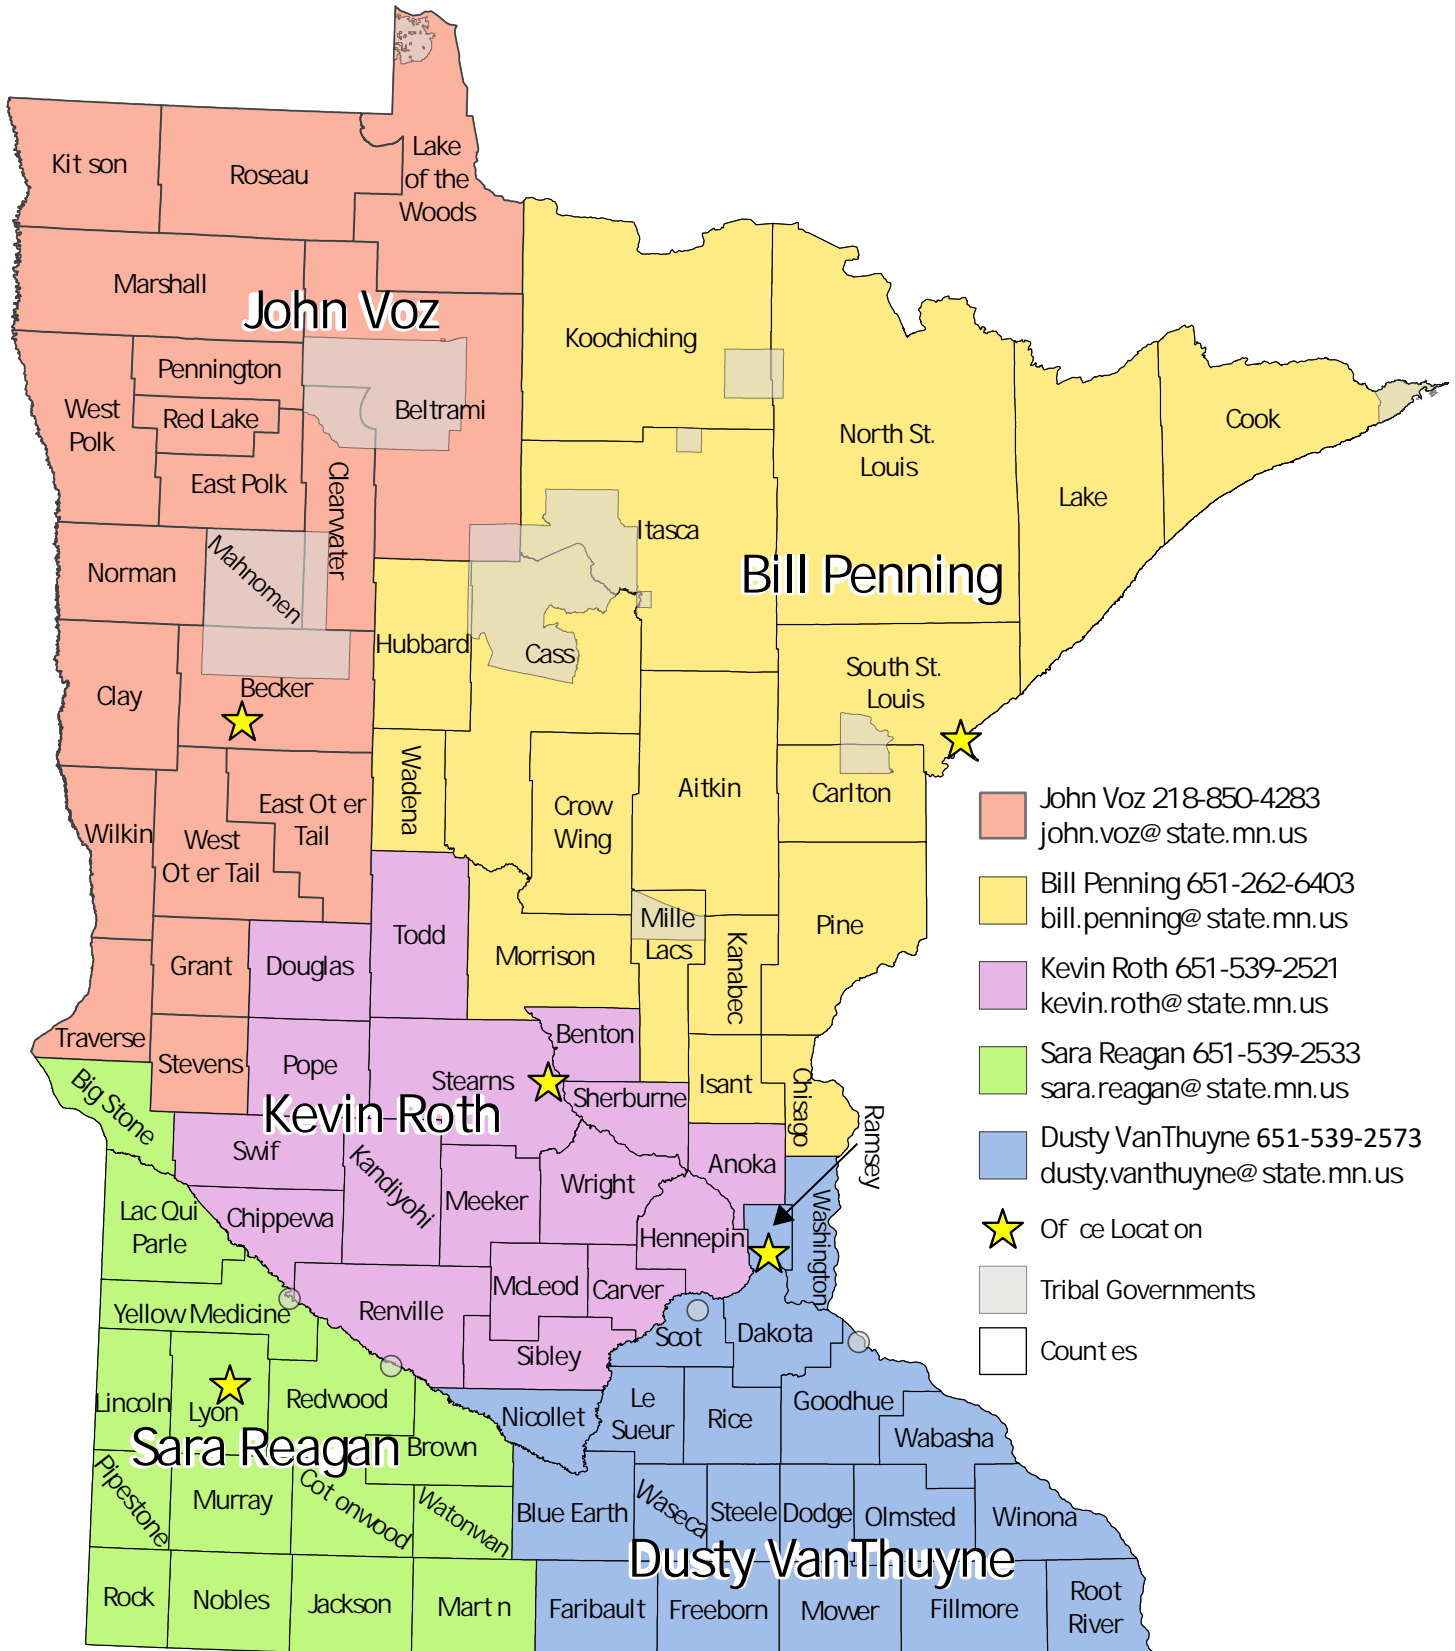 Kit son
Roseau
Lake
of the
Woods
Marshall
John Voz
Koochiching
Pennington
West
Polk
Red Lake
Beltrami
North St.
Louis
Cook
East Polk
Clearwater
Lake
Itasca
Norman
Mahnomen
Bill Penning
Hubbard
Cass
South St.
Louis
Clay
Becker
Wadena
Aitkin
Carlton
East Ot er
Tail
Crow
Wing
Wilkin
West
Ot er Tail
John Voz 218-850-4283
john.voz@state.mn.us
Bill Penning 651-262-6403
bill.penning@state.mn.us
Todd
Mille
Lacs
Pine
Kanabec
Grant
Douglas
Morrison
Kevin Roth 651-539-2521
kevin.roth@state.mn.us
Traverse
Stevens
Pope
Benton
Stearns
Isant
Chisago
Sherburne
Sara Reagan 651-539-2533
sara.reagan@state.mn.us
Big Stone
Kevin Roth
Ramsey
Swif
Kandiyohi
Anoka
Wright
Meeker
Dusty VanThuyne 651-539-2573
dusty.vanthuyne@state.mn.us
Lac Qui
Parle
Chippewa
Hennepin
Washington
Of ce Locat on
McLeod
Carver
Tribal Governments
Yellow Medicine
Renville
Scot
Dakota
Sibley
Count es
Lincoln
Lyon
Redwood
Nicollet
Le
Sueur
Rice
Goodhue
Wabasha
Sara Reagan
Brown
Pipestone
Murray
Cot onwood
Watonwan
Blue Earth
Waseca
Steele
Dodge
Olmsted
Winona
Dusty VanThuyne
Rock
Nobles
Jackson
Mart n
Faribault
Freeborn
Mower
Fillmore
Root
River